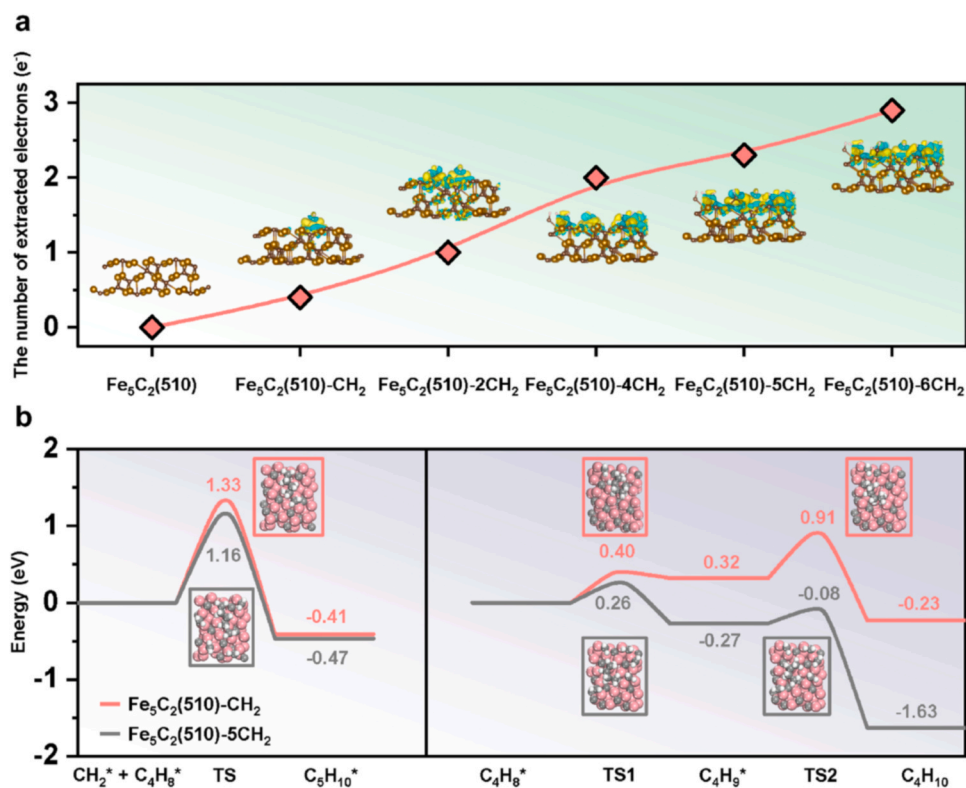 a
The number of extracted electrons (e⁻)
3
2
1
0
Fe₅C₂(510)
Fe₅C₂(510)-CH₂
Fe₅C₂(510)-2CH₂
Fe₅C₂(510)-4CH₂
Fe₅C₂(510)-5CH₂
Fe₅C₂(510)-6CH₂
b
Energy (eV)
2
1
0
-1
-2
1.33
1.16
-0.41
-0.47
Fe₅C₂(510)-CH₂
Fe₅C₂(510)-5CH₂
0.40
0.26
0.32
-0.27
0.91
-0.08
-0.23
-1.63
CH₂* + C₄H₈*
TS
C₅H₁₀*
C₄H₈*
TS1
C₄H₉*
TS2
C₄H₁₀